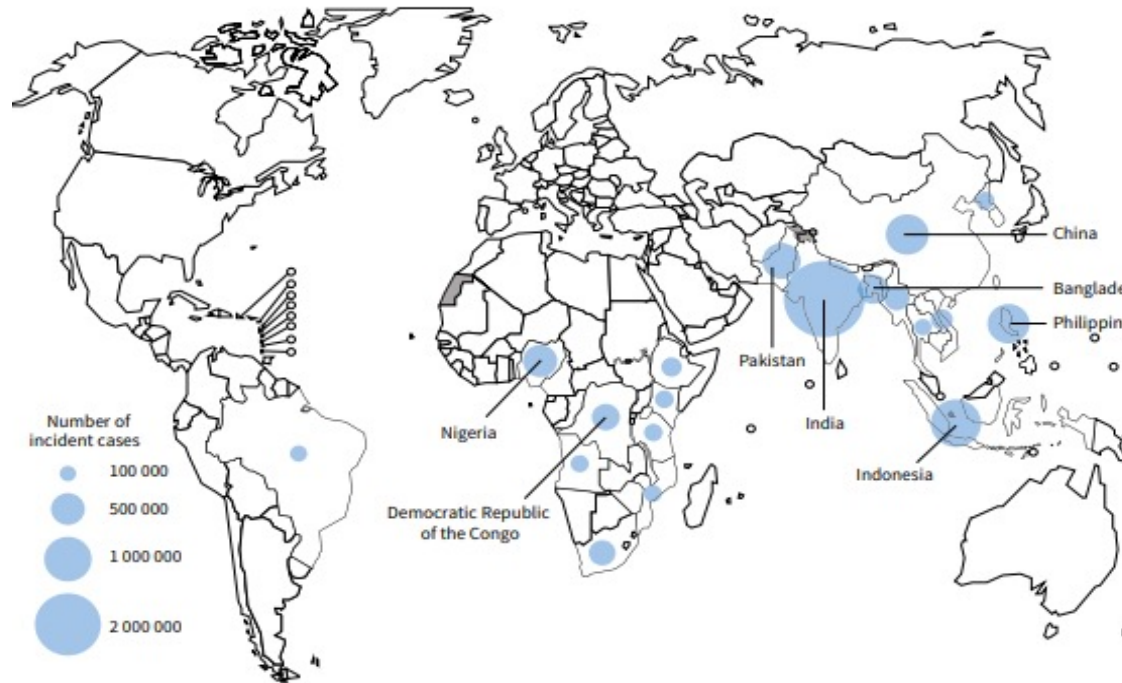 China
Banglade
Philippin
Pakistan
India
Nigeria
Indonesia
Democratic Republic
of the Congo
Number of
incident cases
100 000
500 000
1 000 000
2 000 000